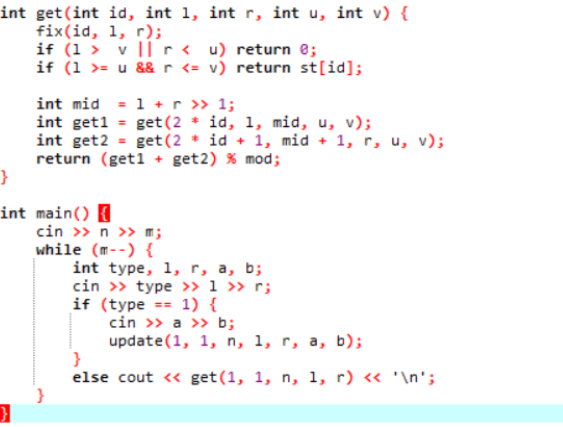 int get(int id, int l, int r, int u, int v) {
    fix(id, l, r);
    if (l >  v || r <  u) return 0;
    if (l >= u && r <= v) return st[id];

    int mid  = l + r >> 1;
    int get1 = get(2 * id, l, mid, u, v);
    int get2 = get(2 * id + 1, mid + 1, r, u, v);
    return (get1 + get2) % mod;
}

int main() {
    cin >> n >> m;
    while (m--) {
        int type, l, r, a, b;
        cin >> type >> l >> r;
        if (type == 1) {
            cin >> a >> b;
            update(1, 1, n, l, r, a, b);
        }
        else cout << get(1, 1, n, l, r) << '\n';
    }
}